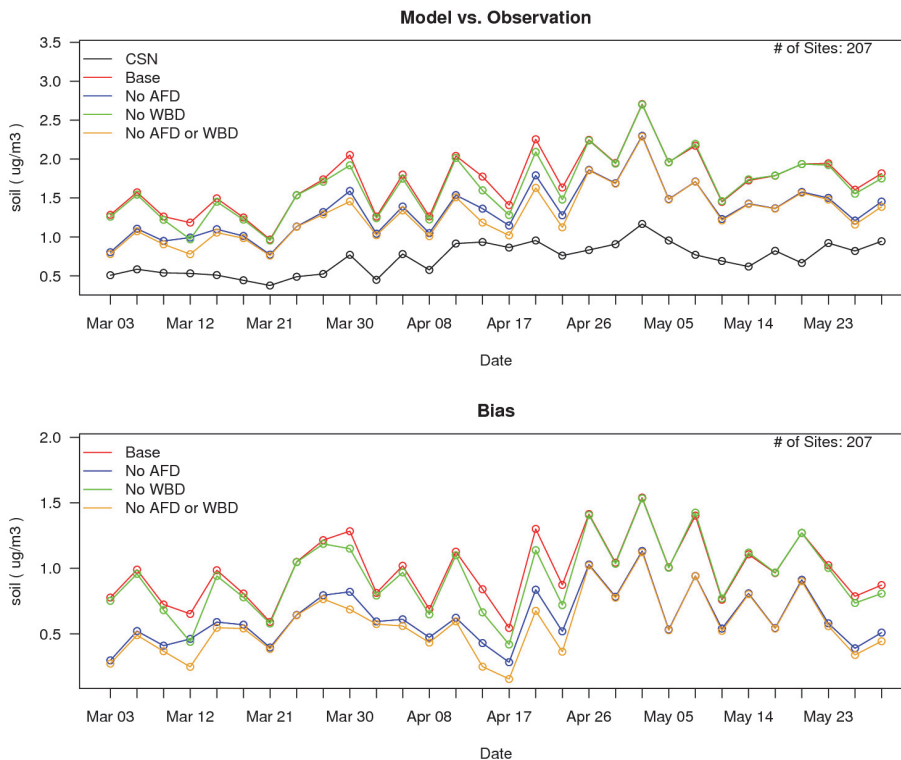 Model vs. Observation
# of Sites: 207
CSN
Base
No AFD
No WBD
No AFD or WBD
soil ( ug/m3 )
3.5
3.0
2.5
2.0
1.5
1.0
0.5
Mar 03 Mar 12 Mar 21 Mar 30 Apr 08 Apr 17 Apr 26 May 05 May 14 May 23
Date
Bias
# of Sites: 207
Base
No AFD
No WBD
No AFD or WBD
soil ( ug/m3 )
2.0
1.5
1.0
0.5
Mar 03 Mar 12 Mar 21 Mar 30 Apr 08 Apr 17 Apr 26 May 05 May 14 May 23
Date